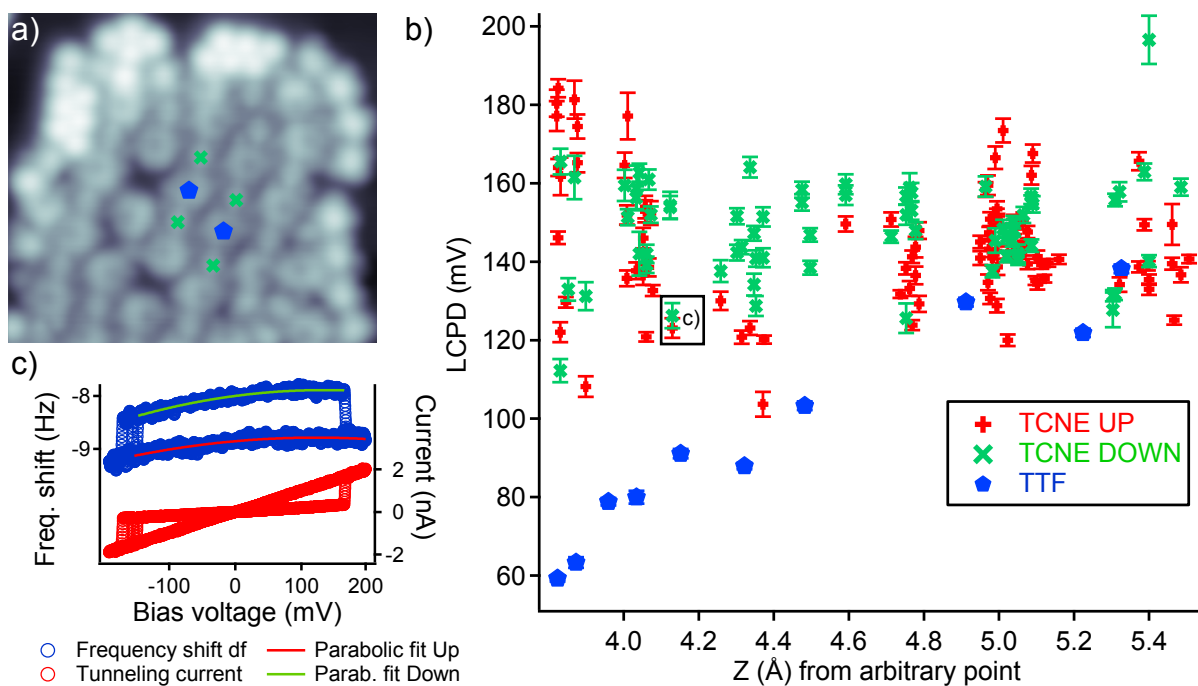 a)
b)
200
180
160
140
120
100
80
60
LCPD (mV)
c)
TCNE UP
TCNE DOWN
TTF
4.0
4.2
4.4
4.6
4.8
5.0
5.2
5.4
Z (Å) from arbitrary point
c)
-8
-9
Freq. shift (Hz)
2
0
-2
Current (nA)
-100
0
100
200
Bias voltage (mV)
Frequency shift df
Parabolic fit Up
Tunneling current
Parab. fit Down